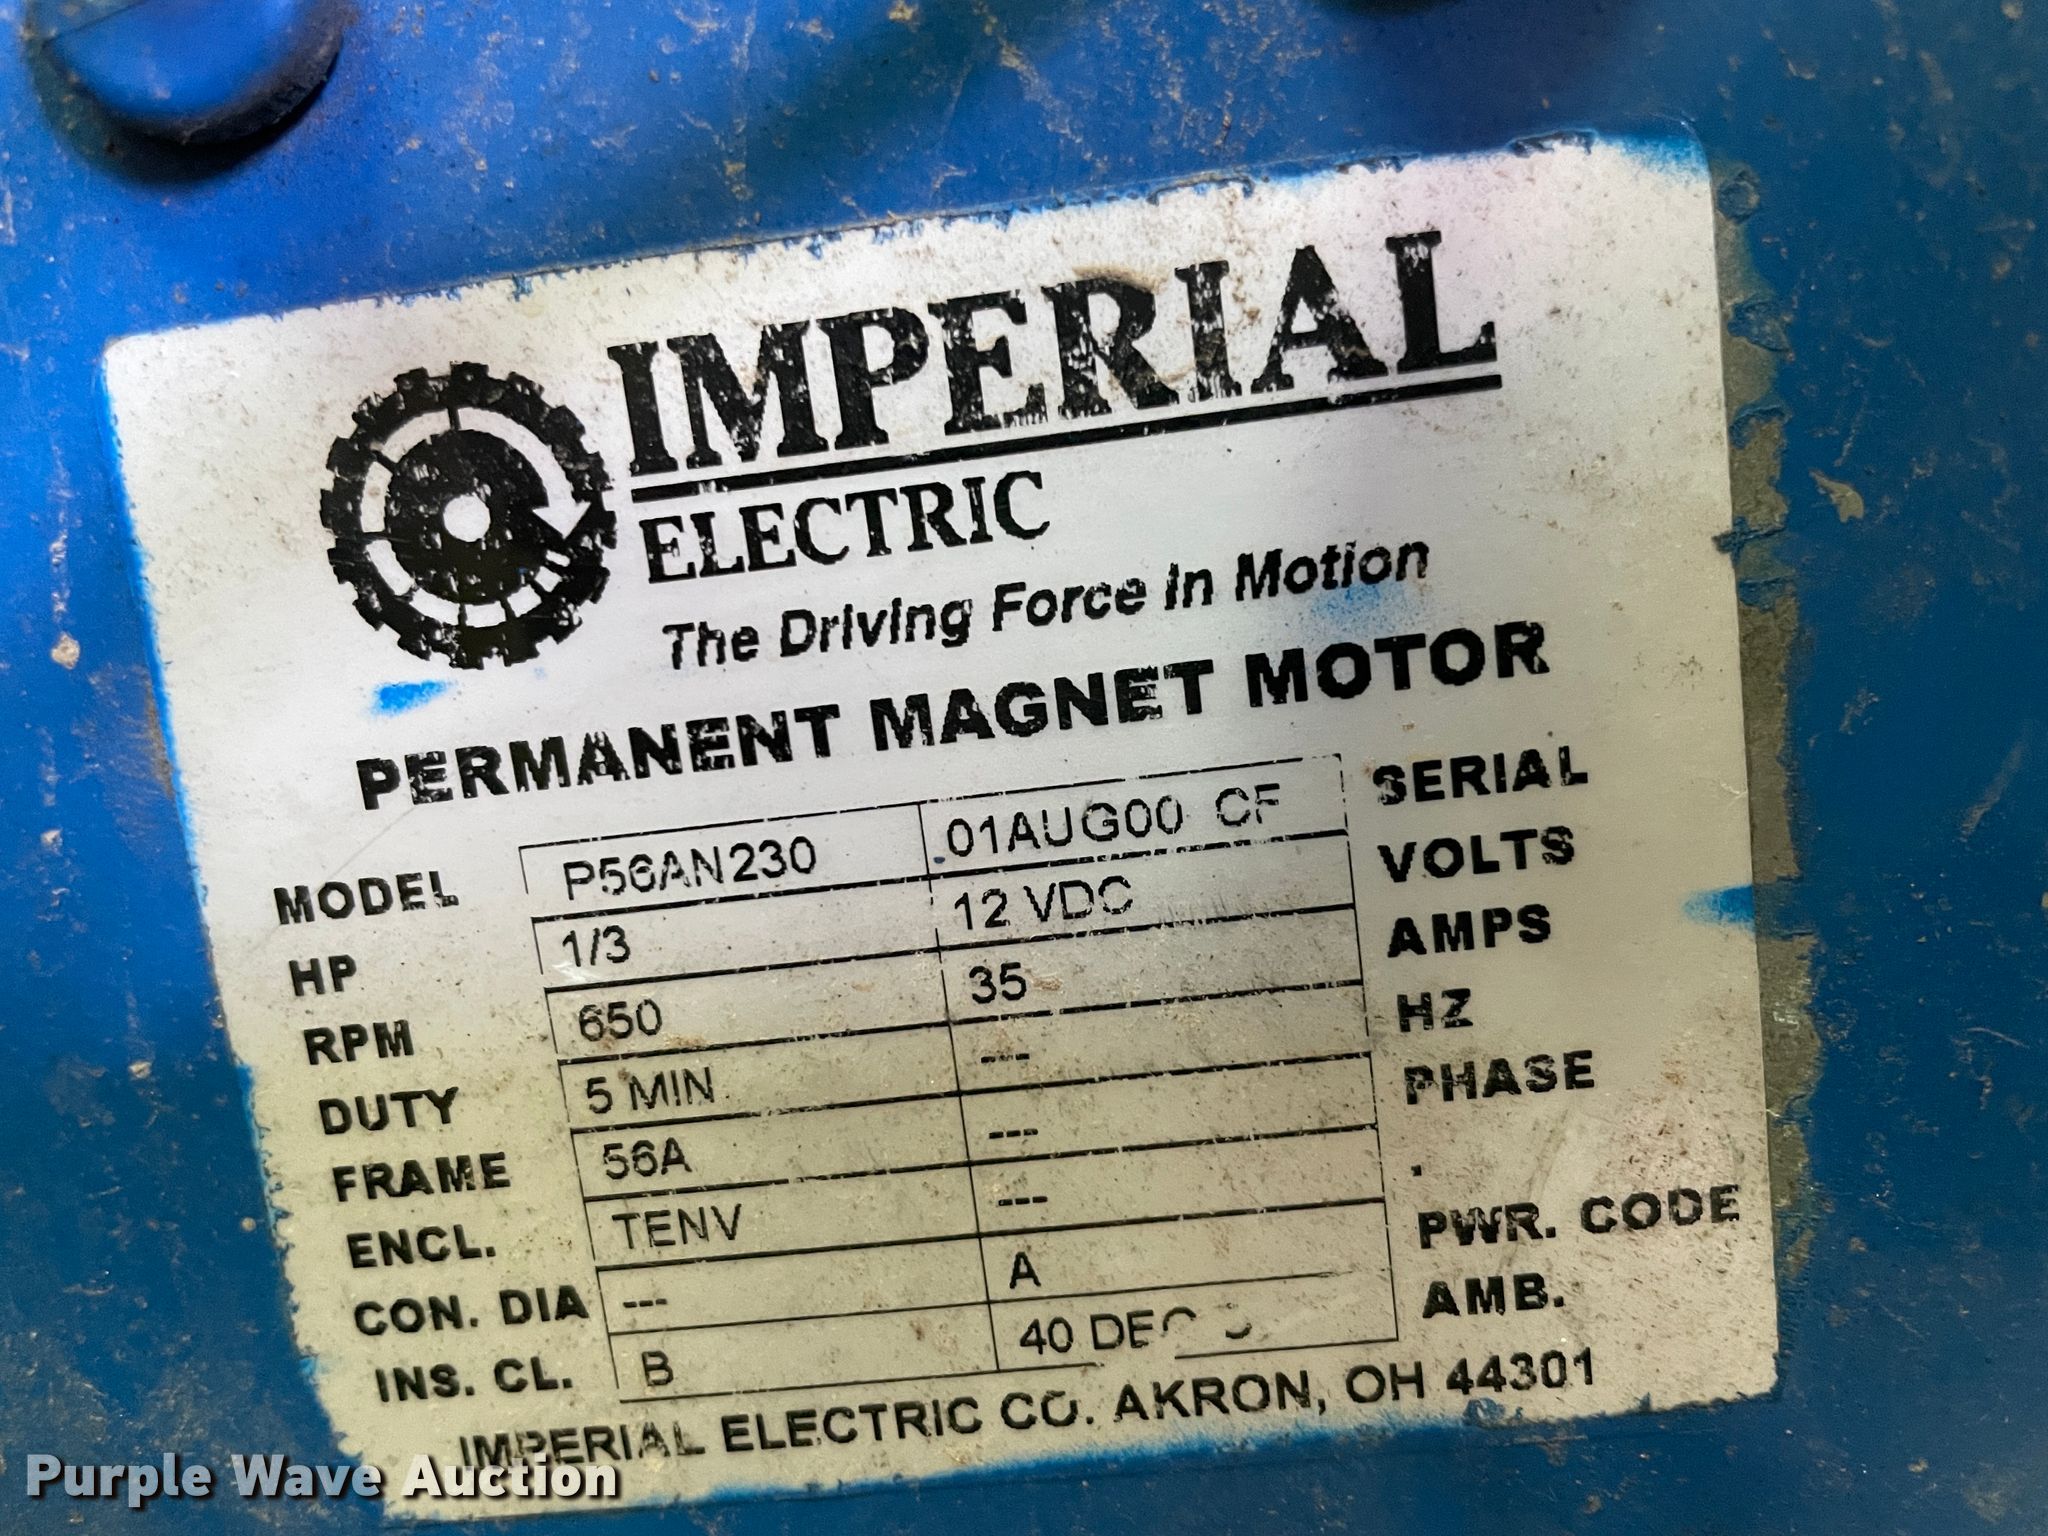 IMPERIAL
ELECTRIC
The Driving Force In Motion
PERMANENT MAGNET MOTOR
MODEL P56AN230 01AUG00 CF SERIAL
HP 1/3 12 VDC VOLTS
RPM 650 35 AMPS
DUTY 5 MIN --- HZ
FRAME 56A --- PHASE
ENCL. TENV --- .
CON. DIA --- A PWR. CODE
INS. CL. B 40 DEG AMB.
IMPERIAL ELECTRIC CO. AKRON, OH 44301
Purple Wave Auction